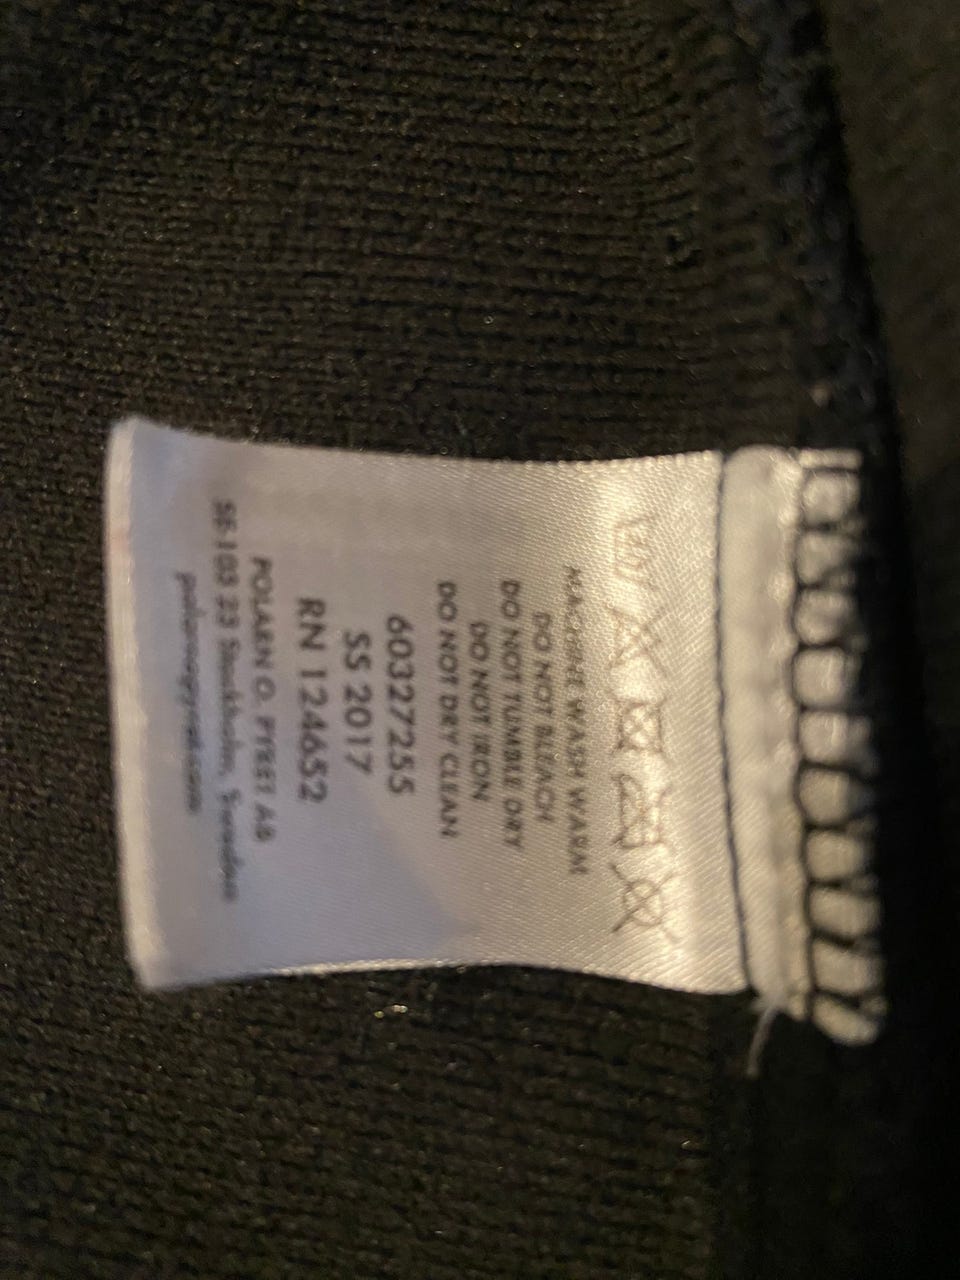 MACHINE WASH WARM
DO NOT BLEACH
DO NOT TUMBLE DRY
DO NOT IRON
DO NOT DRY CLEAN
60327255
SS 2017
RN 124652
POLARN O. PYRET AB
SE-103 23 Stockholm, Sweden
polarnopyret.com